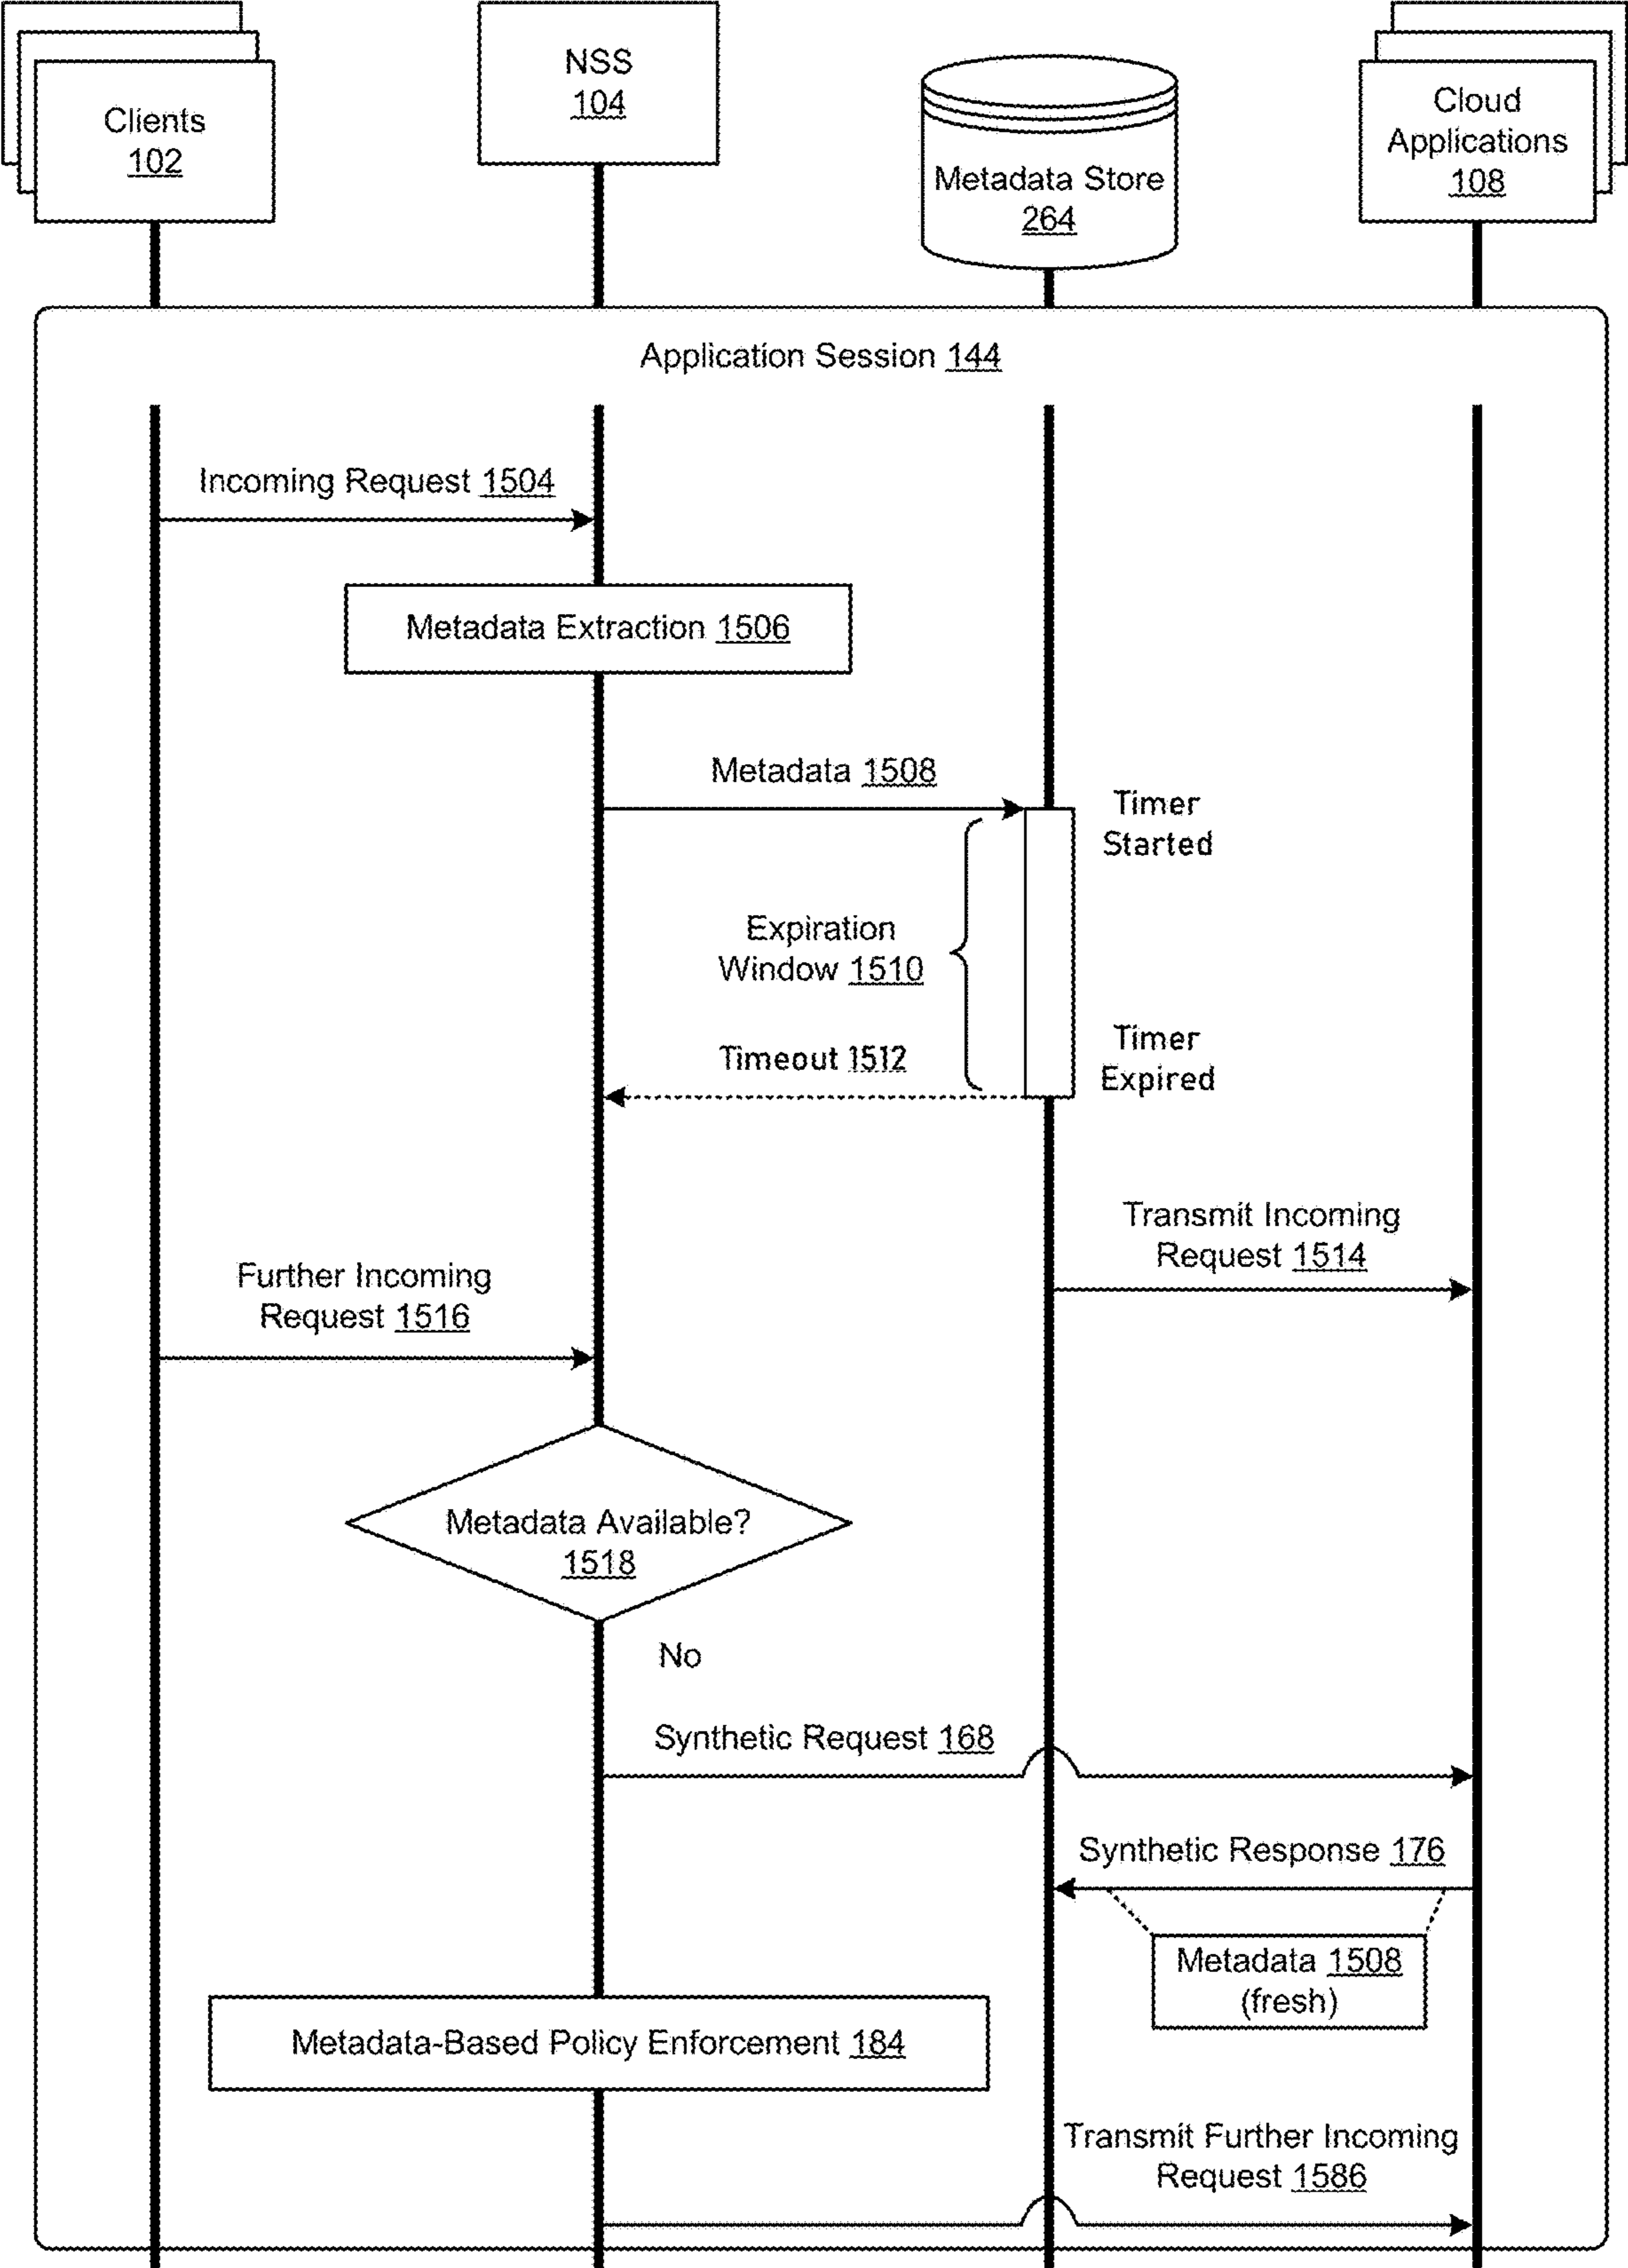 Clients
102
NSS
104
Metadata Store
264
Cloud
Applications
108
Application Session 144
Incoming Request 1504
Metadata Extraction 1506
Metadata 1508
Timer
Started
Expiration
Window 1510
Timer
Expired
Timeout 1512
Transmit Incoming
Request 1514
Further Incoming
Request 1516
Metadata Available?
1518
No
Synthetic Request 168
Synthetic Response 176
Metadata 1508
(fresh)
Metadata-Based Policy Enforcement 184
Transmit Further Incoming
Request 1586